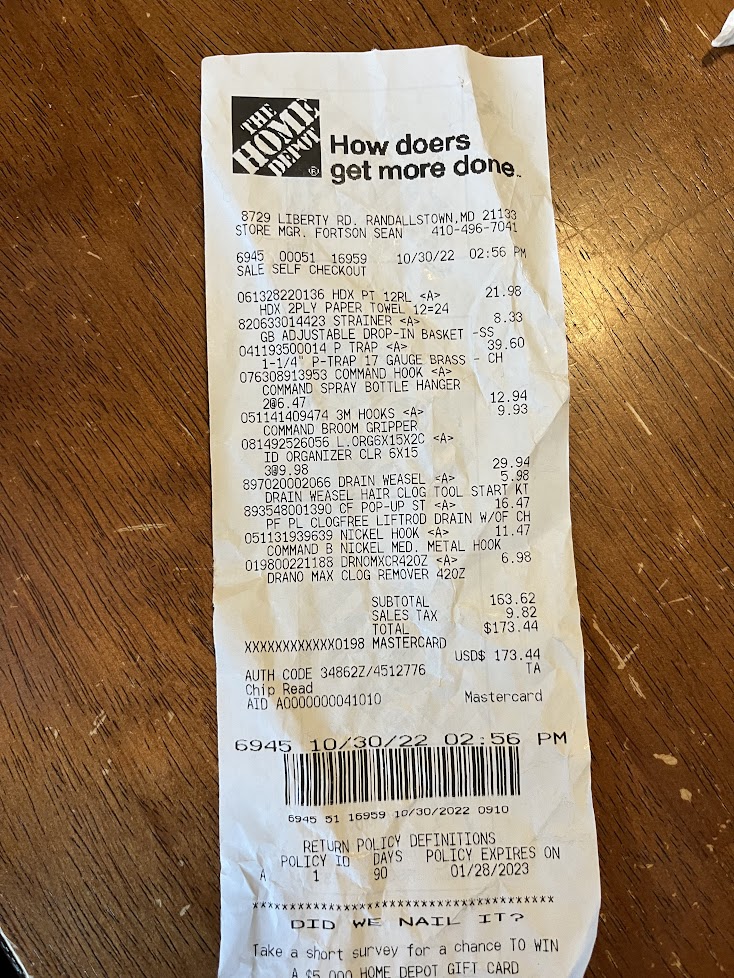 THE
HOME
DEPOT
®
How doers
get more done™
8729 LIBERTY RD. RANDALLSTOWN,MD 21133
STORE MGR. FORTSON SEAN 410-496-7041
6945 00051 16959 10/30/22 02:56 PM
SALE SELF CHECKOUT
061328220136 HDX PT 12RL <A> 21.98
HDX 2PLY PAPER TOWEL 12=24
820633014423 STRAINER <A> 8.33
GB ADJUSTABLE DROP-IN BASKET -SS
041193500014 P TRAP <A> 39.60
1-1/4" P-TRAP 17 GAUGE BRASS - CH
076308913953 COMMAND HOOK <A>
COMMAND SPRAY BOTTLE HANGER
2@6.47 12.94
051141409474 3M HOOKS <A> 9.93
COMMAND BROOM GRIPPER
081492526056 L.ORG6X15X2C <A>
ID ORGANIZER CLR 6X15
3@9.98 29.94
897020002066 DRAIN WEASEL <A> 5.98
DRAIN WEASEL HAIR CLOG TOOL START KT
893548001390 CF POP-UP ST <A> 16.47
PF PL CLOGFREE LIFTROD DRAIN W/OF CH
051131939639 NICKEL HOOK <A> 11.47
COMMAND B NICKEL MED. METAL HOOK
019800221188 DRNOMXCR42OZ <A> 6.98
DRANO MAX CLOG REMOVER 42OZ
SUBTOTAL 163.62
SALES TAX 9.82
TOTAL $173.44
XXXXXXXXXXXX0198 MASTERCARD
USD$ 173.44
AUTH CODE 34862Z/4512776 TA
Chip Read
AID A0000000041010 Mastercard
6945 10/30/22 02:56 PM
6945 51 16959 10/30/2022 0910
RETURN POLICY DEFINITIONS
POLICY ID DAYS POLICY EXPIRES ON
A 1 90 01/28/2023
*******************************************
DID WE NAIL IT?
Take a short survey for a chance TO WIN
A $5,000 HOME DEPOT GIFT CARD